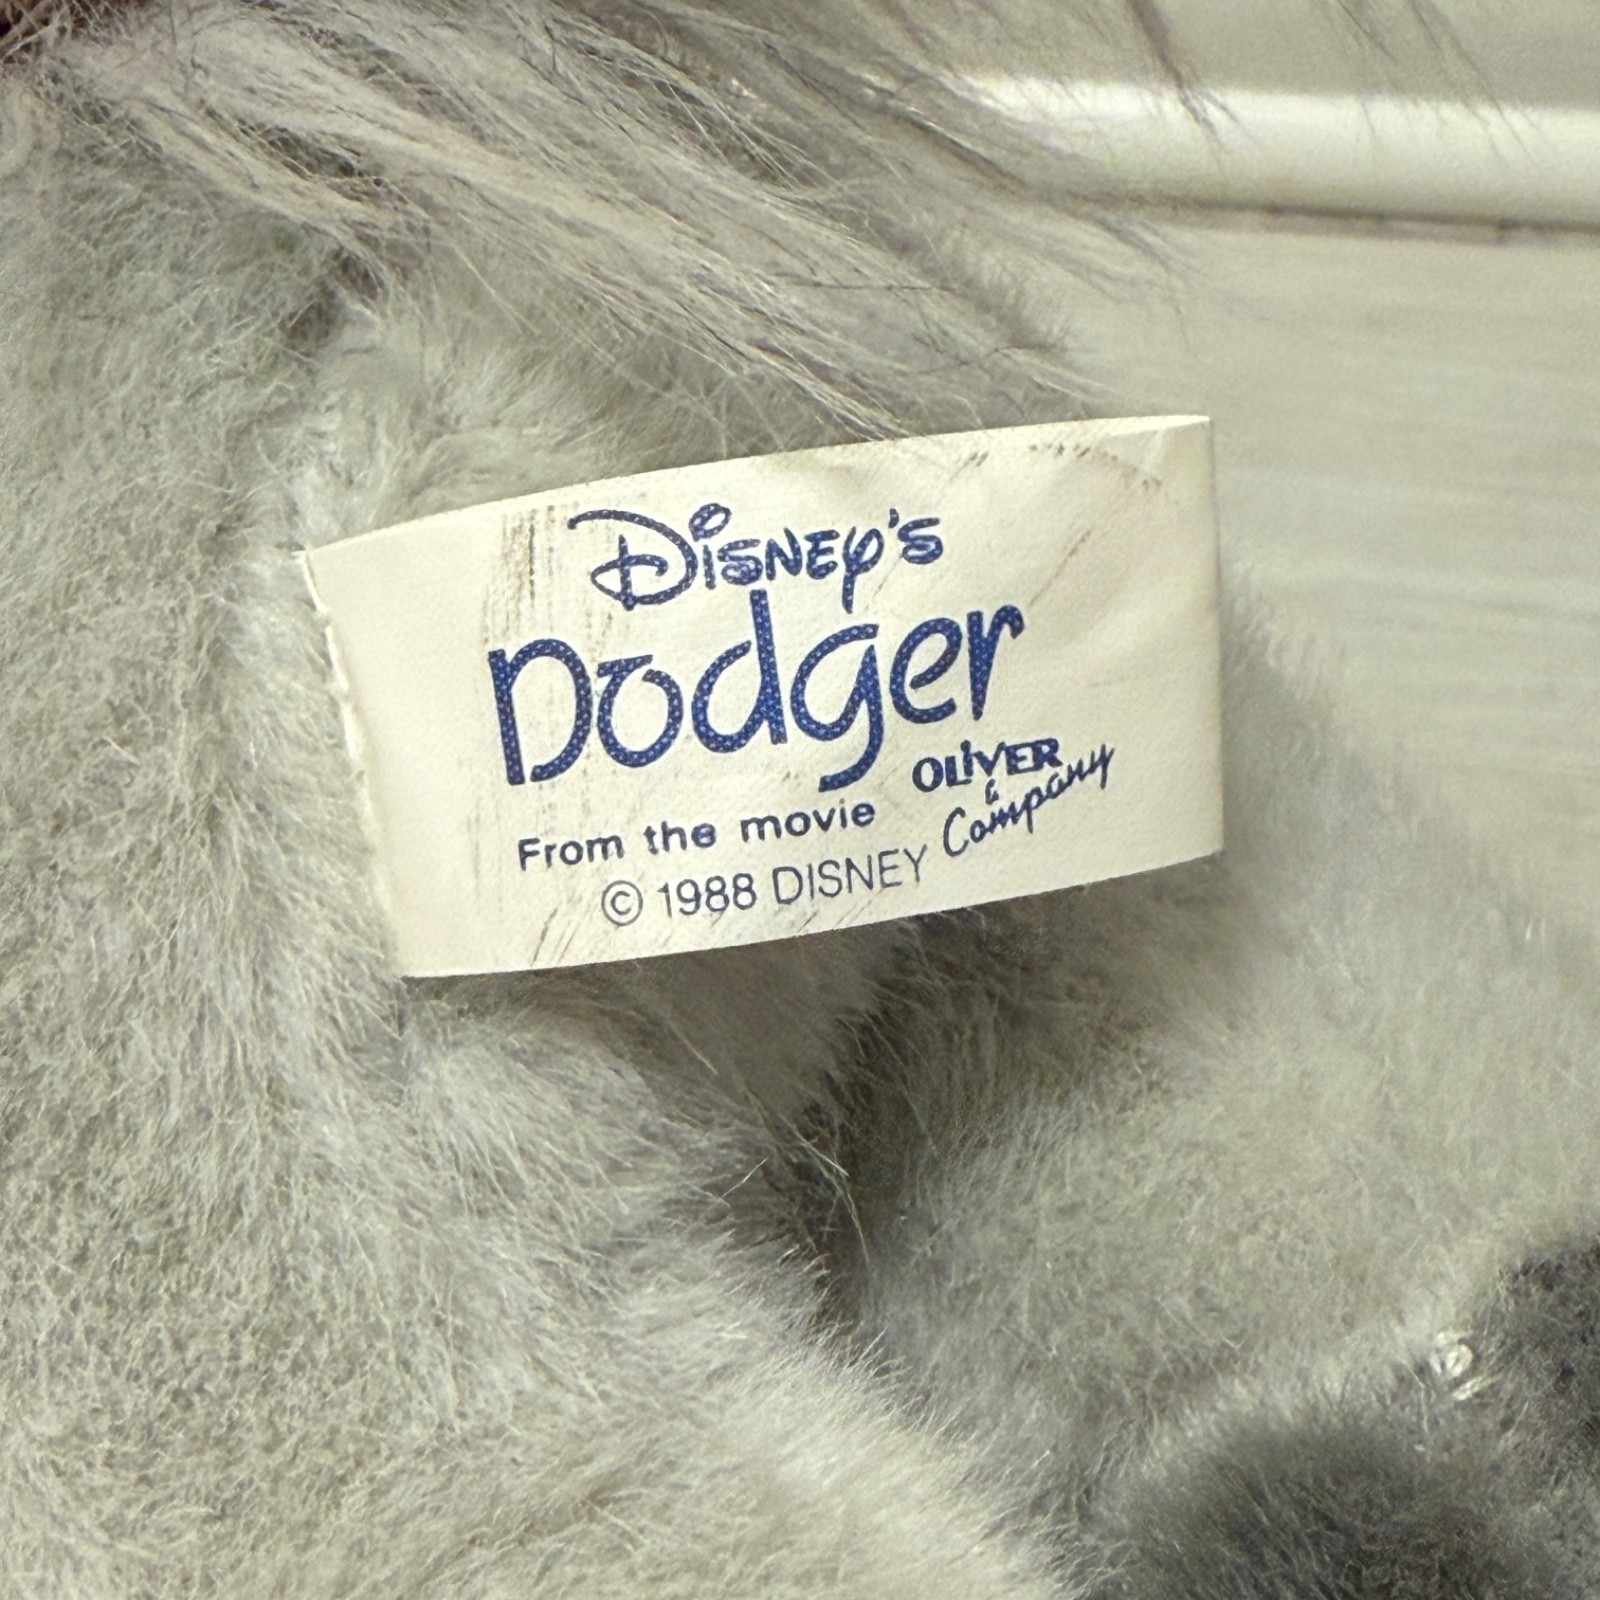 Disney's
Dodger
From the movie OLiVER & Company
© 1988 DISNEY